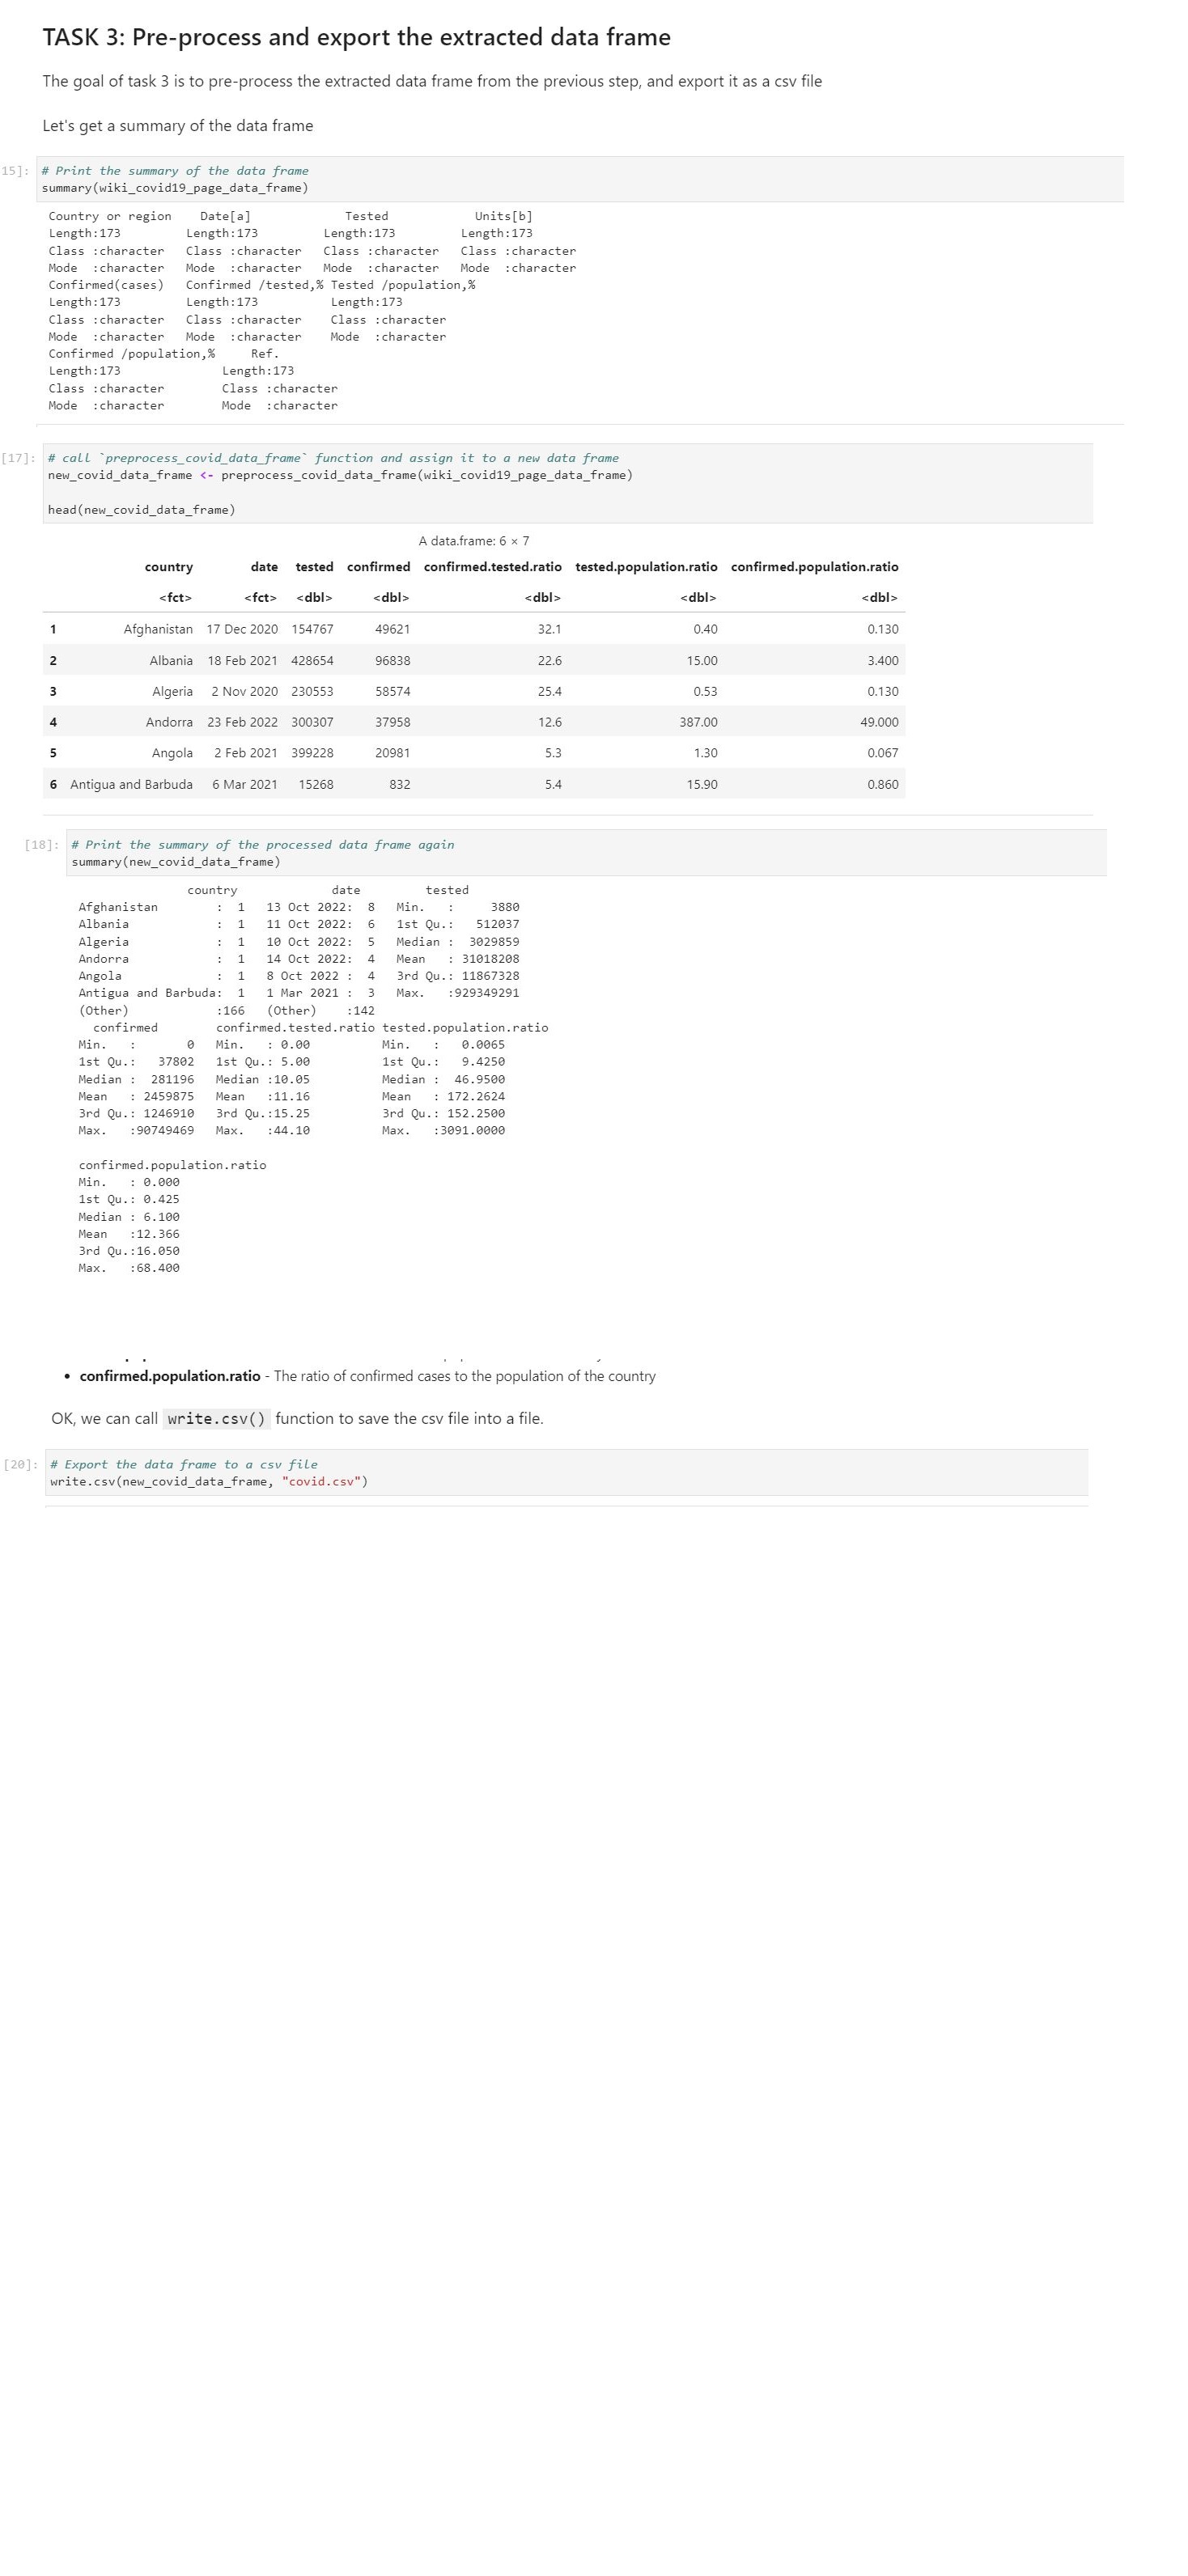 TASK 3: Pre-process and export the extracted data frame
The goal of task 3 is to pre-process the extracted data frame from the previous step, and export it as a csv file
Let's get a summary of the data frame
15]: # Print the summary of the data frame
summary(wiki_covid19_page_data_frame)
Country or region    Date[a]             Tested            Units[b]
Length:173         Length:173         Length:173         Length:173
Class :character   Class :character   Class :character   Class :character
Mode  :character   Mode  :character   Mode  :character   Mode  :character
Confirmed(cases)   Confirmed /tested,% Tested /population,%
Length:173         Length:173          Length:173
Class :character   Class :character    Class :character
Mode  :character   Mode  :character    Mode  :character
Confirmed /population,%     Ref.
Length:173              Length:173
Class :character        Class :character
Mode  :character        Mode  :character
[17]: # call `preprocess_covid_data_frame` function and assign it to a new data frame
new_covid_data_frame <- preprocess_covid_data_frame(wiki_covid19_page_data_frame)
head(new_covid_data_frame)
A data.frame: 6 × 7
country date tested confirmed confirmed.tested.ratio tested.population.ratio confirmed.population.ratio
<fct> <fct> <dbl> <dbl> <dbl> <dbl> <dbl>
1 Afghanistan 17 Dec 2020 154767 49621 32.1 0.40 0.130
2 Albania 18 Feb 2021 428654 96838 22.6 15.00 3.400
3 Algeria 2 Nov 2020 230553 58574 25.4 0.53 0.130
4 Andorra 23 Feb 2022 300307 37958 12.6 387.00 49.000
5 Angola 2 Feb 2021 399228 20981 5.3 1.30 0.067
6 Antigua and Barbuda 6 Mar 2021 15268 832 5.4 15.90 0.860
[18]: # Print the summary of the processed data frame again
summary(new_covid_data_frame)
country             date         tested
Afghanistan        :  1   13 Oct 2022:  8   Min.   :     3880
Albania            :  1   11 Oct 2022:  6   1st Qu.:   512037
Algeria            :  1   10 Oct 2022:  5   Median :  3029859
Andorra            :  1   14 Oct 2022:  4   Mean   : 31018208
Angola             :  1   8 Oct 2022 :  4   3rd Qu.: 11867328
Antigua and Barbuda:  1   1 Mar 2021 :  3   Max.   :929349291
(Other)            :166   (Other)    :142
confirmed        confirmed.tested.ratio tested.population.ratio
Min.   :       0   Min.   : 0.00          Min.   :   0.0065
1st Qu.:   37802   1st Qu.: 5.00          1st Qu.:   9.4250
Median :  281196   Median :10.05          Median :  46.9500
Mean   : 2459875   Mean   :11.16          Mean   : 172.2624
3rd Qu.: 1246910   3rd Qu.:15.25          3rd Qu.: 152.2500
Max.   :90749469   Max.   :44.10          Max.   :3091.0000
confirmed.population.ratio
Min.   : 0.000
1st Qu.: 0.425
Median : 6.100
Mean   :12.366
3rd Qu.:16.050
Max.   :68.400
• confirmed.population.ratio - The ratio of confirmed cases to the population of the country
OK, we can call write.csv() function to save the csv file into a file.
[20]: # Export the data frame to a csv file
write.csv(new_covid_data_frame, "covid.csv")